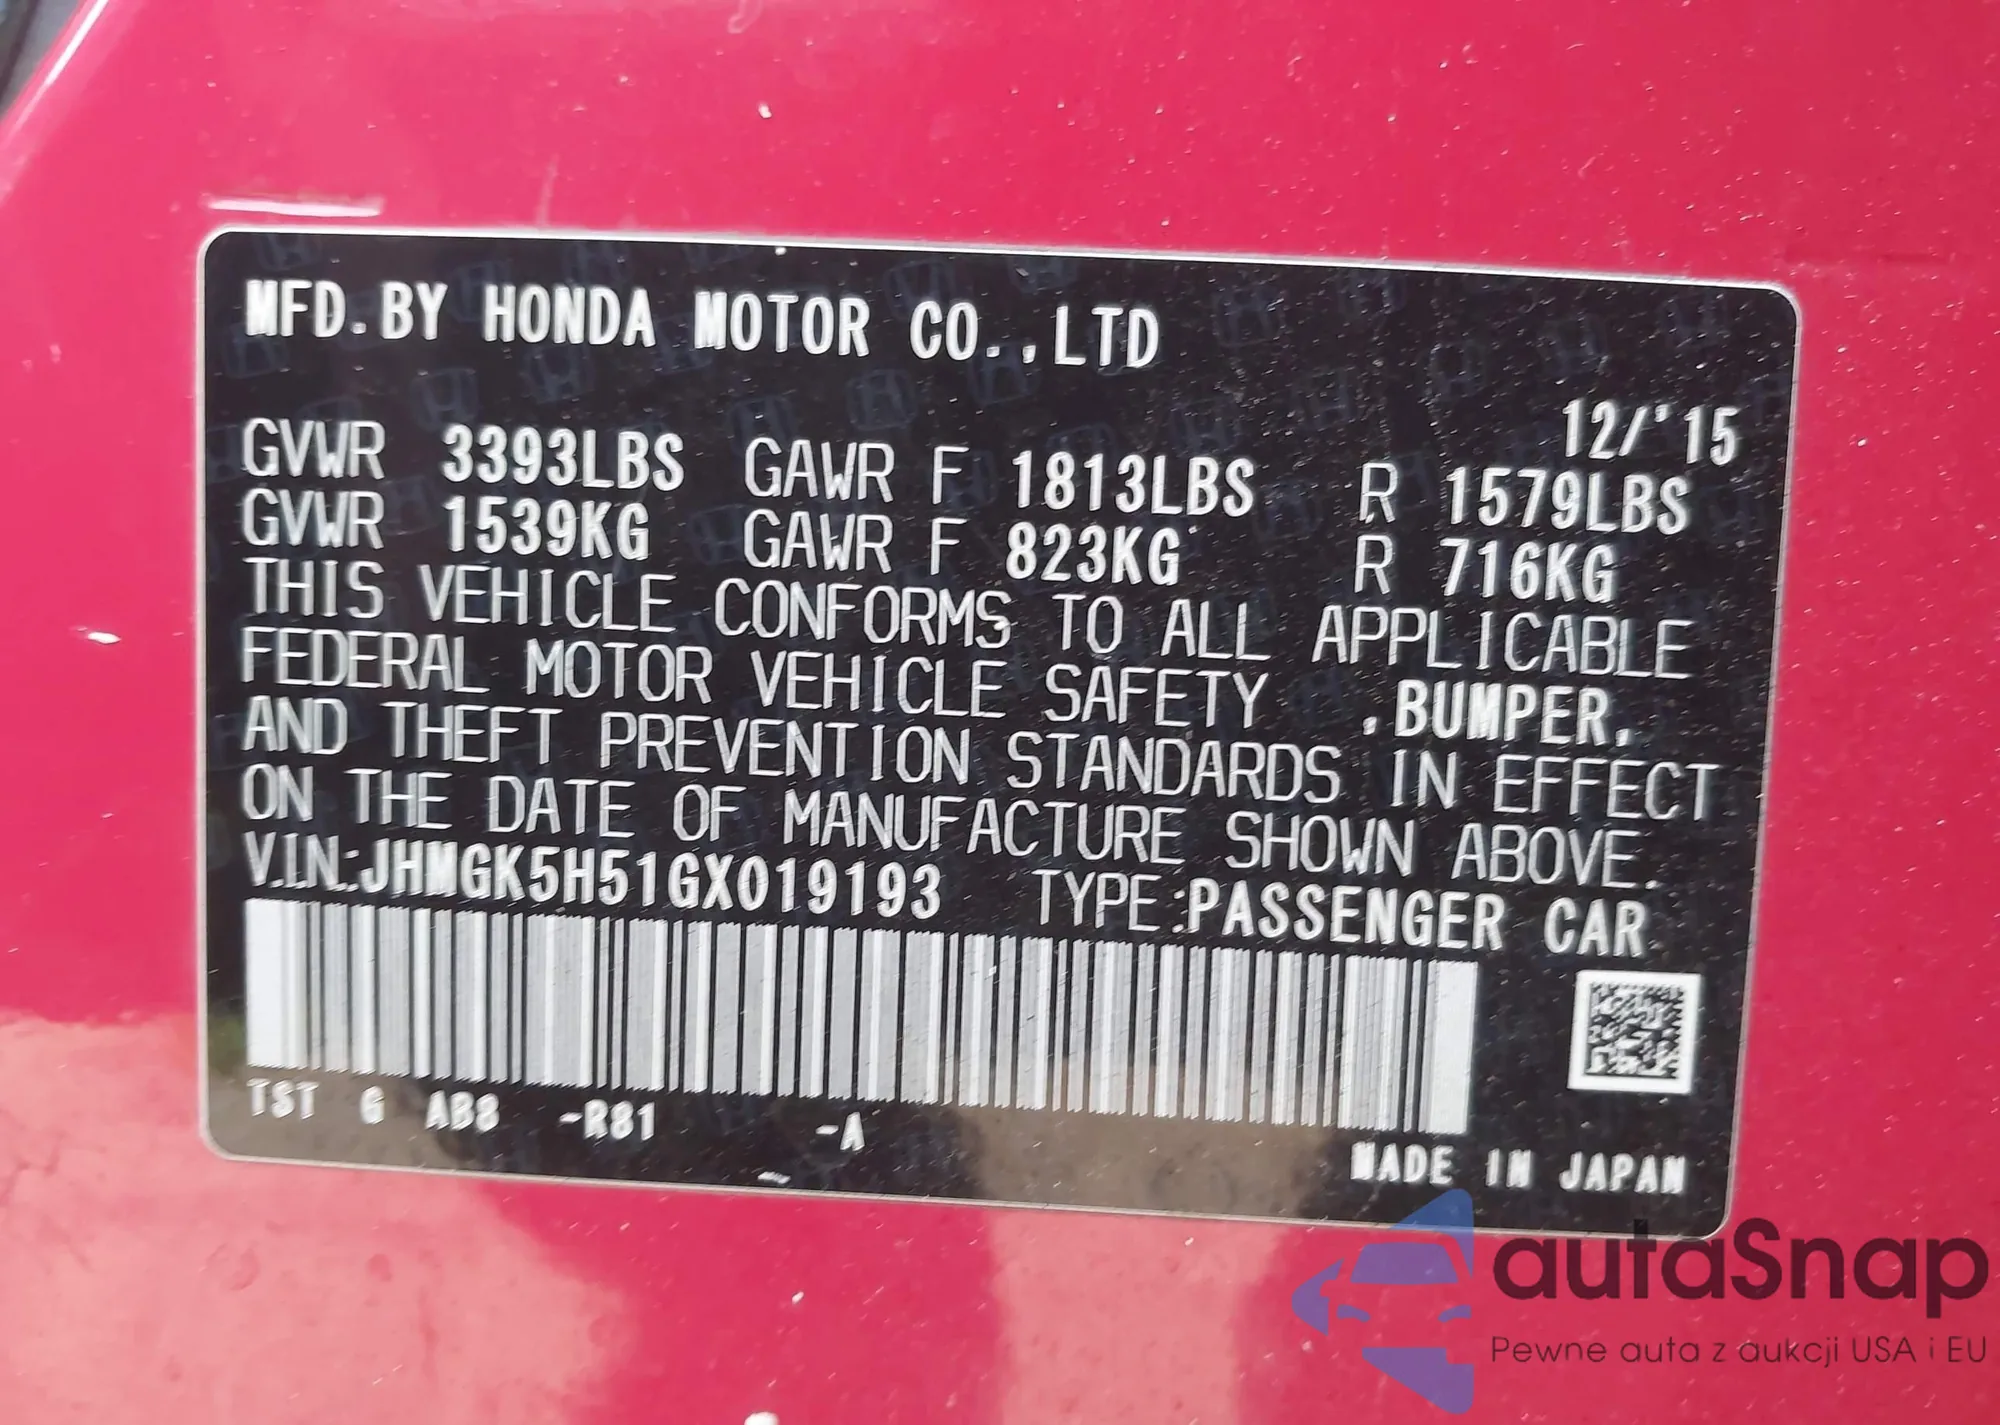 MFD.BY HONDA MOTOR CO.,LTD
12/'15
GVWR 3393LBS GAWR F 1813LBS R 1579LBS
GVWR 1539KG GAWR F 823KG R 716KG
THIS VEHICLE CONFORMS TO ALL APPLICABLE
FEDERAL MOTOR VEHICLE SAFETY ,BUMPER,
AND THEFT PREVENTION STANDARDS IN EFFECT
ON THE DATE OF MANUFACTURE SHOWN ABOVE.
V.I.N.:JHMGK5H51GX019193 TYPE:PASSENGER CAR
TST G AB8 -R81 -A
MADE IN JAPAN
autaSnap
Pewne auta z aukcji USA i EU